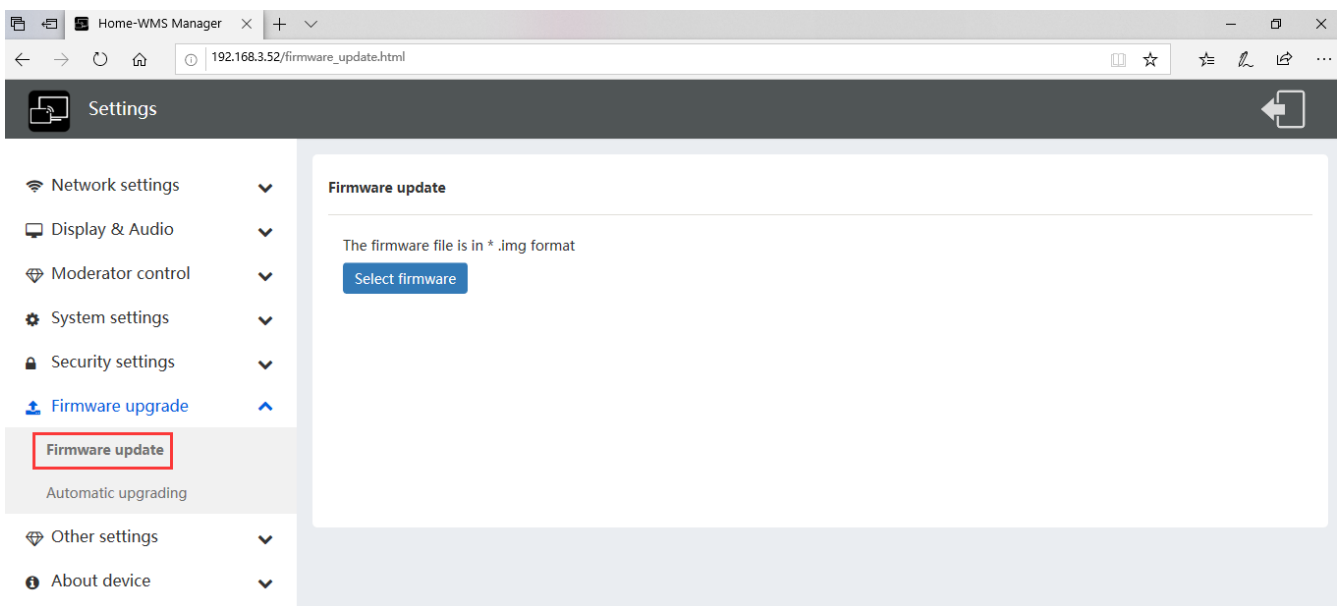 Home-WMS Manager
192.168.3.52/firmware_update.html
Settings
Network settings
Display & Audio
Moderator control
System settings
Security settings
Firmware upgrade
Firmware update
Automatic upgrading
Other settings
About device
Firmware update
The firmware file is in * .img format
Select firmware